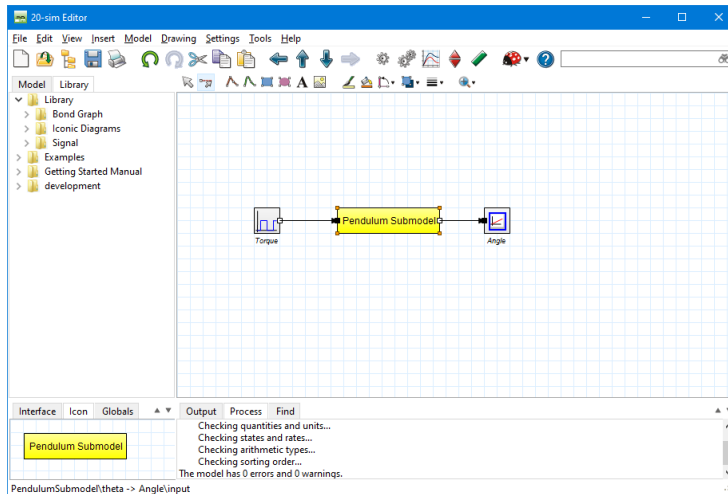 20-sim Editor
File Edit View Insert Model Drawing Settings Tools Help
Model Library
Library
Bond Graph
Iconic Diagrams
Signal
Examples
Getting Started Manual
development
Pendulum Submodel
Torque
Angle
Interface Icon Globals
Output Process Find
Pendulum Submodel
Checking quantities and units...
Checking states and rates...
Checking arithmetic types...
Checking sorting order...
The model has 0 errors and 0 warnings.
PendulumSubmodel\theta -> Angle\input